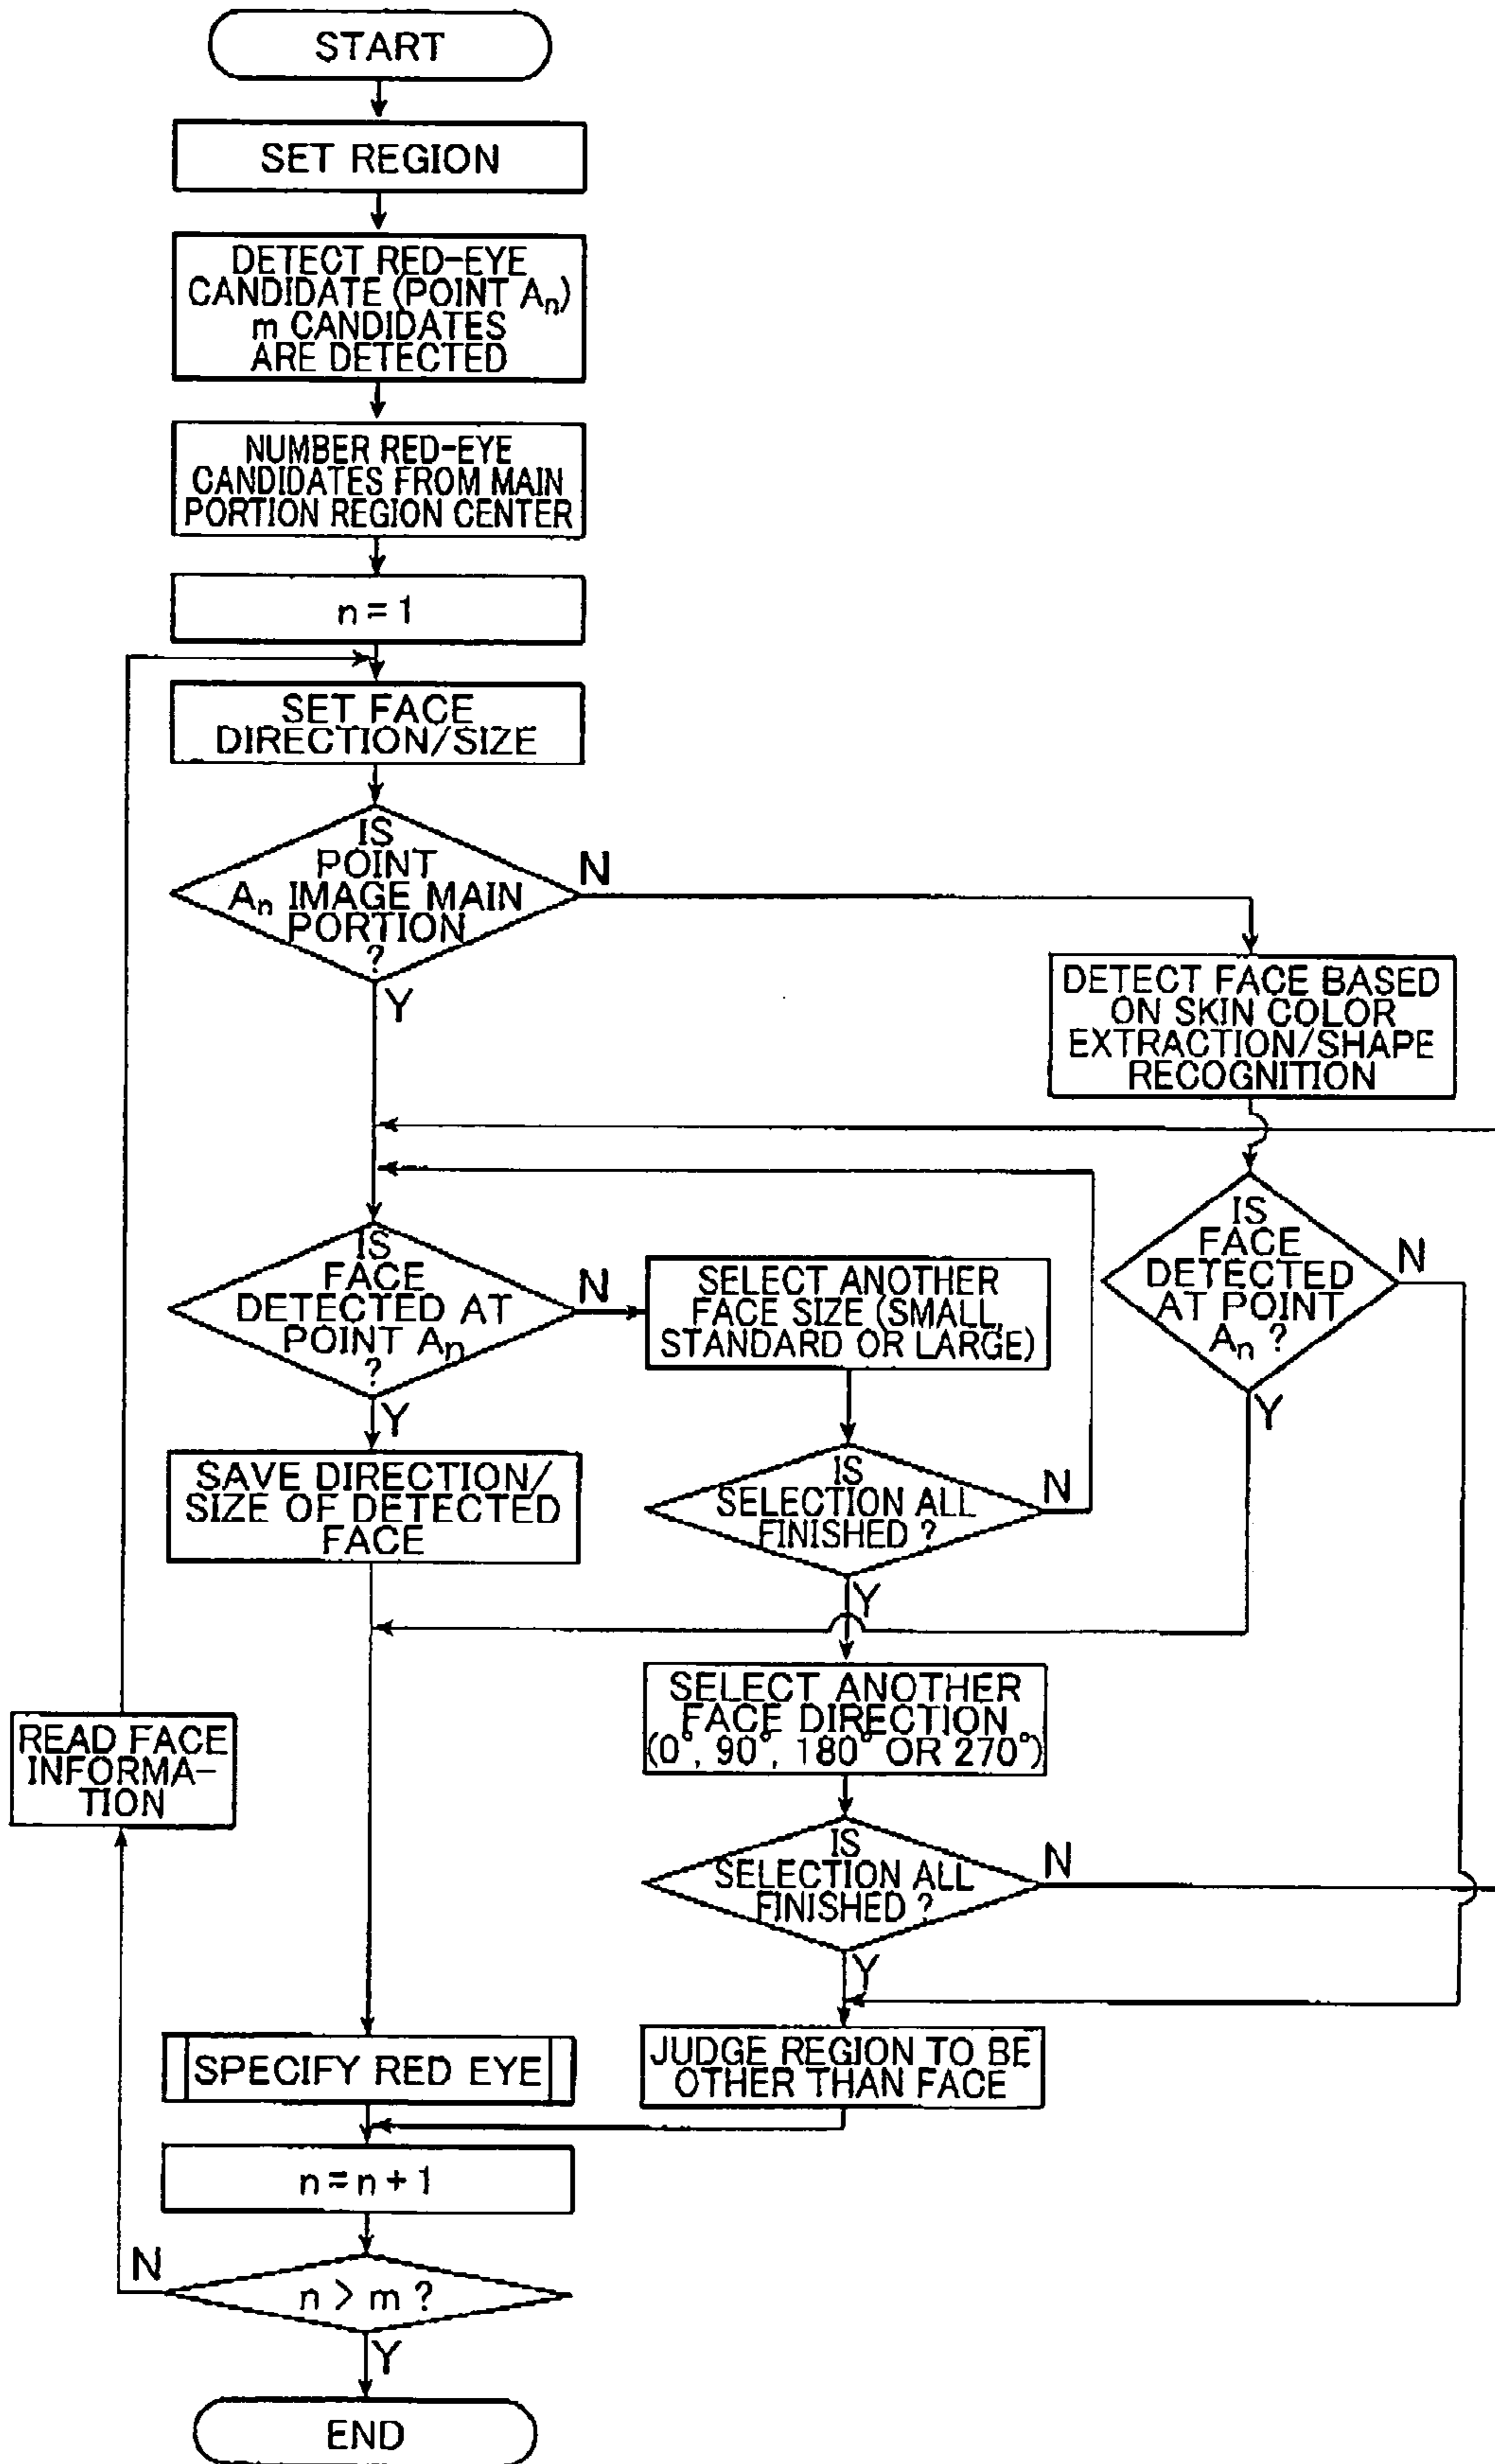 START
SET REGION
DETECT RED-EYE
CANDIDATE (POINT An)
m CANDIDATES
ARE DETECTED
NUMBER RED-EYE
CANDIDATES FROM MAIN
PORTION REGION CENTER
n = 1
SET FACE
DIRECTION/SIZE
IS
POINT
An IMAGE MAIN
PORTION
?
N
Y
DETECT FACE BASED
ON SKIN COLOR
EXTRACTION/SHAPE
RECOGNITION
IS
FACE
DETECTED AT
POINT An
?
N
Y
SELECT ANOTHER
FACE SIZE (SMALL,
STANDARD OR LARGE)
IS
FACE
DETECTED
AT POINT
An ?
N
Y
SAVE DIRECTION/
SIZE OF DETECTED
FACE
IS
SELECTION ALL
FINISHED ?
N
Y
SELECT ANOTHER
FACE DIRECTION
(0°, 90°, 180° OR 270°)
READ FACE
INFORMA-
TION
IS
SELECTION ALL
FINISHED ?
N
Y
SPECIFY RED EYE
JUDGE REGION TO BE
OTHER THAN FACE
n = n + 1
n > m ?
N
Y
END